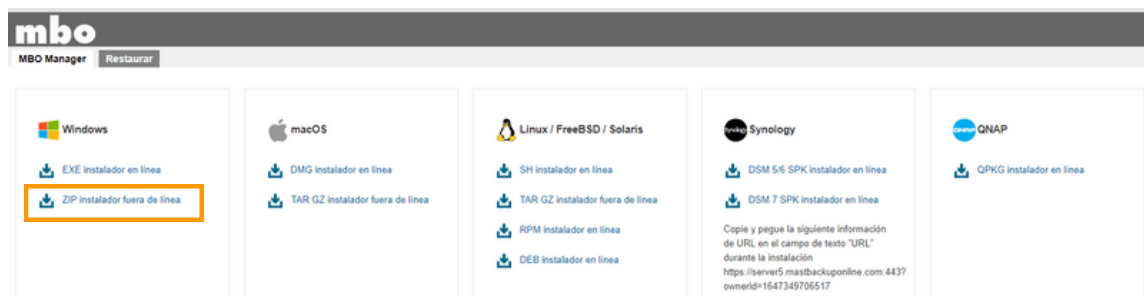 mbo
MBO Manager Restaurar
Windows
EXE instalador en línea
ZIP instalador fuera de línea
macOS
DMG instalador en línea
TAR GZ instalador fuera de línea
Linux / FreeBSD / Solaris
SH instalador en línea
TAR GZ instalador fuera de línea
RPM instalador en línea
DEB instalador en línea
Synology
DSM 5/6 SPK instalador en línea
DSM 7 SPK instalador en línea
Copie y pegue la siguiente información
de URL en el campo de texto "URL"
durante la instalación
https://server5.mastbackuponline.com:443?
ownerid=1647349706517
QNAP
QPKG instalador en línea